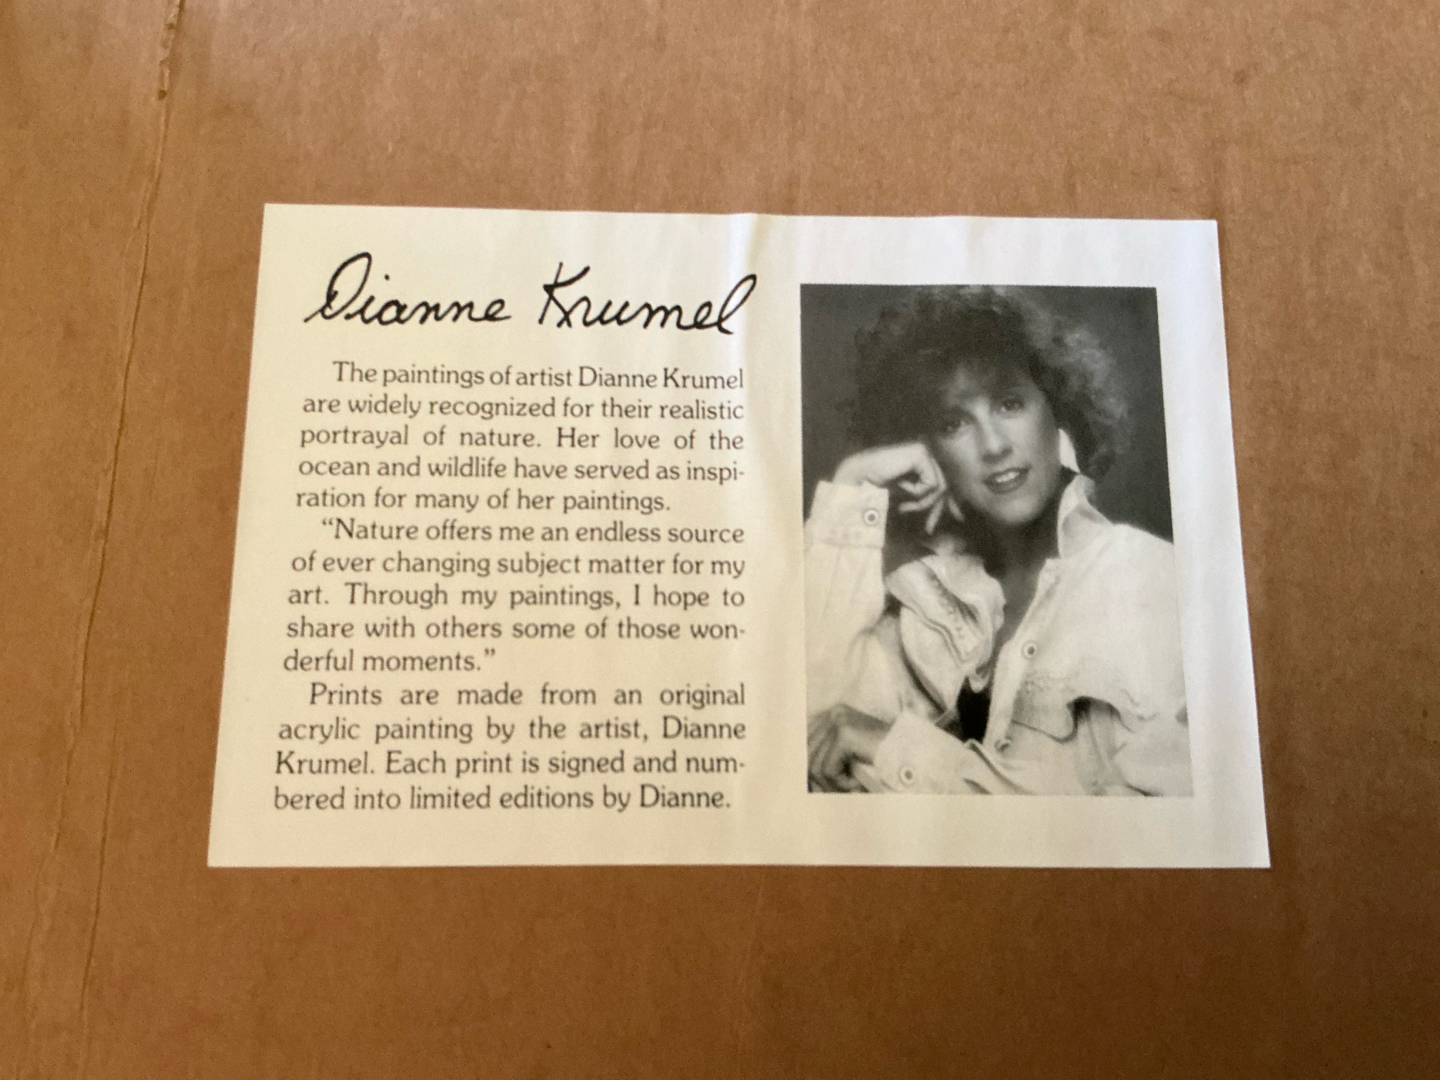 Dianne Krumel
The paintings of artist Dianne Krumel
are widely recognized for their realistic
portrayal of nature. Her love of the
ocean and wildlife have served as inspi-
ration for many of her paintings.
“Nature offers me an endless source
of ever changing subject matter for my
art. Through my paintings, I hope to
share with others some of those won-
derful moments.”
Prints are made from an original
acrylic painting by the artist, Dianne
Krumel. Each print is signed and num-
bered into limited editions by Dianne.